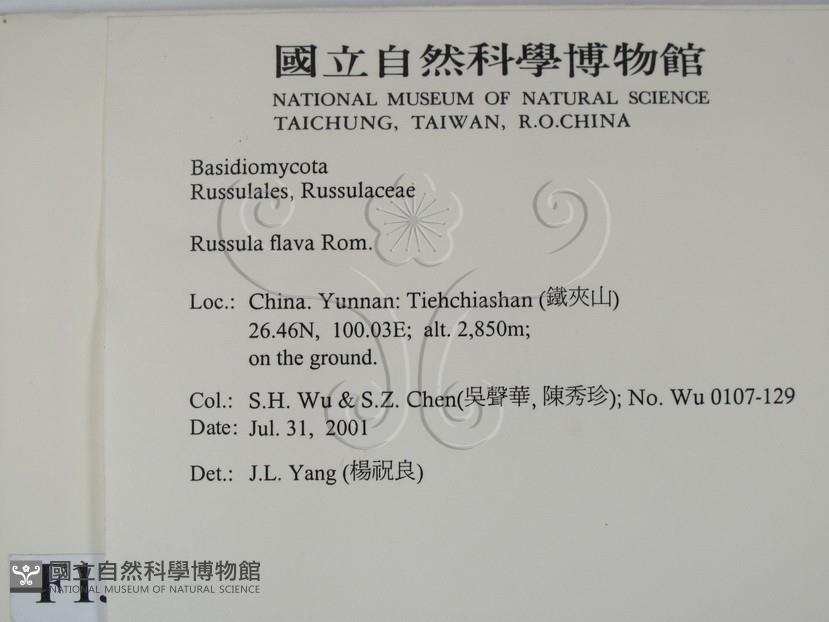 國立自然科學博物館
NATIONAL MUSEUM OF NATURAL SCIENCE
TAICHUNG, TAIWAN, R.O.CHINA
Basidiomycota
Russulales, Russulaceae
Russula flava Rom.
Loc.: China. Yunnan: Tiehchiashan (鐵夾山)
26.46N, 100.03E; alt. 2,850m;
on the ground.
Col.: S.H. Wu & S.Z. Chen(吳聲華, 陳秀珍); No. Wu 0107-129
Date: Jul. 31, 2001
Det.: J.L. Yang (楊祝良)
國立自然科學博物館
NATIONAL MUSEUM OF NATURAL SCIENCE